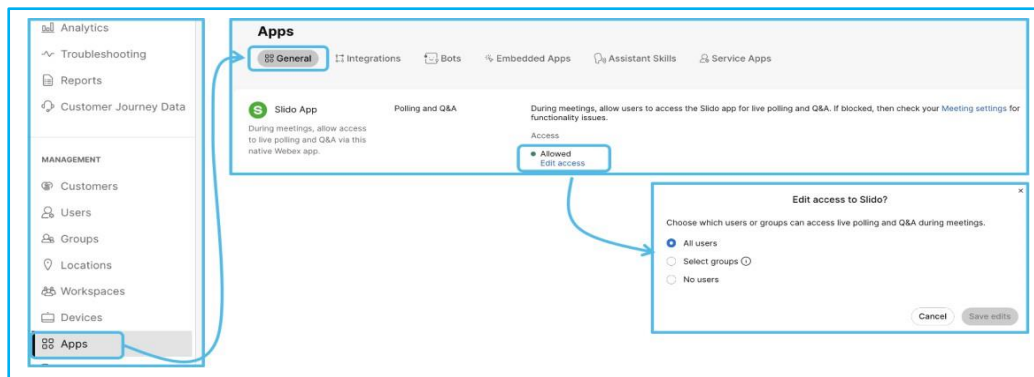 Analytics
Troubleshooting
Reports
Customer Journey Data
MANAGEMENT
Customers
Users
Groups
Locations
Workspaces
Devices
Apps
Apps
General Integrations Bots Embedded Apps Assistant Skills Service Apps
S Slido App
During meetings, allow access
to live polling and Q&A via this
native Webex app.
Polling and Q&A
During meetings, allow users to access the Slido app for live polling and Q&A. If blocked, then check your Meeting settings for
functionality issues.
Access
Allowed
Edit access
Edit access to Slido?
Choose which users or groups can access live polling and Q&A during meetings.
All users
Select groups
No users
Cancel Save edits